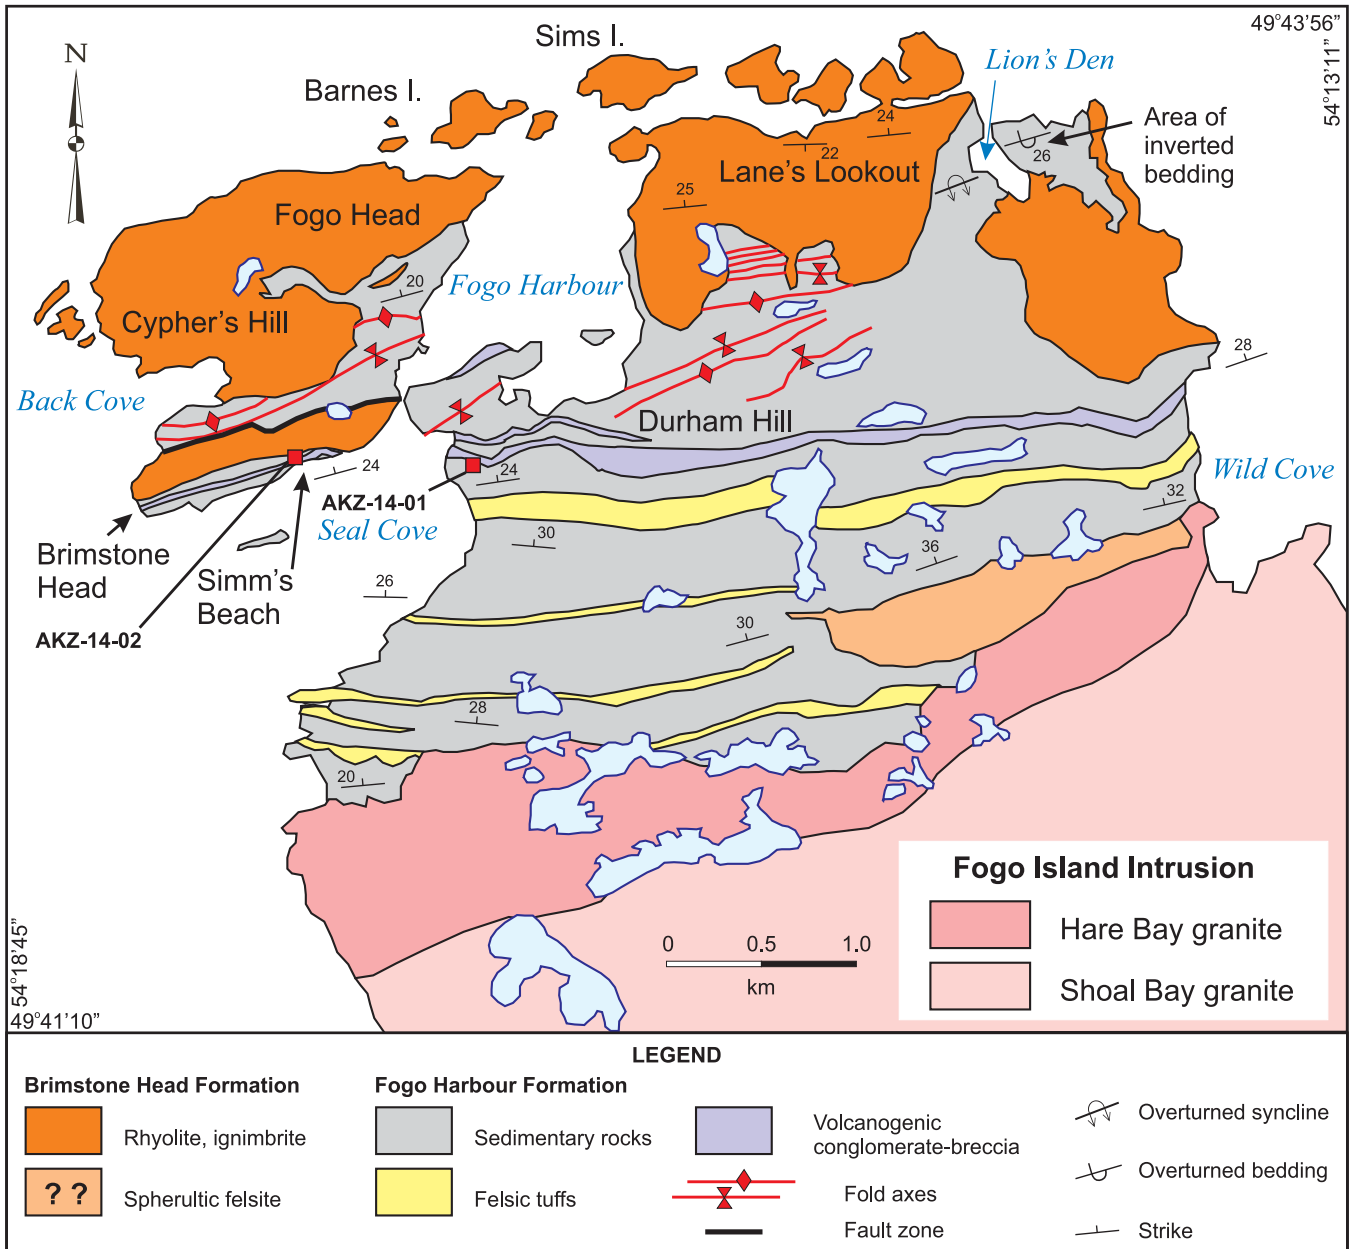 49°43'56"
54°13'11"
N
Sims I.
Lion's Den
Barnes I.
24
Area of
inverted
bedding
22
26
Lane's Lookout
25
Fogo Head
20
Fogo Harbour
Cypher's Hill
28
Back Cove
Durham Hill
24
24
Wild Cove
AKZ-14-01
32
Seal Cove
30
36
Brimstone
Head
Simm's
Beach
26
AKZ-14-02
30
28
20
54°18'45"
49°41'10"
0 0.5 1.0
km
Fogo Island Intrusion
Hare Bay granite
Shoal Bay granite
LEGEND
Brimstone Head Formation
Rhyolite, ignimbrite
? ? Spherultic felsite
Fogo Harbour Formation
Sedimentary rocks
Felsic tuffs
Volcanogenic
conglomerate-breccia
Fold axes
Fault zone
Overturned syncline
Overturned bedding
Strike